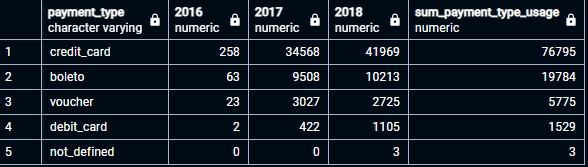 payment_type 2016 2017 2018 sum_payment_type_usage
character varying numeric numeric numeric numeric
1 credit_card 258 34568 41969 76795
2 boleto 63 9508 10213 19784
3 voucher 23 3027 2725 5775
4 debit_card 2 422 1105 1529
5 not_defined 0 0 3 3